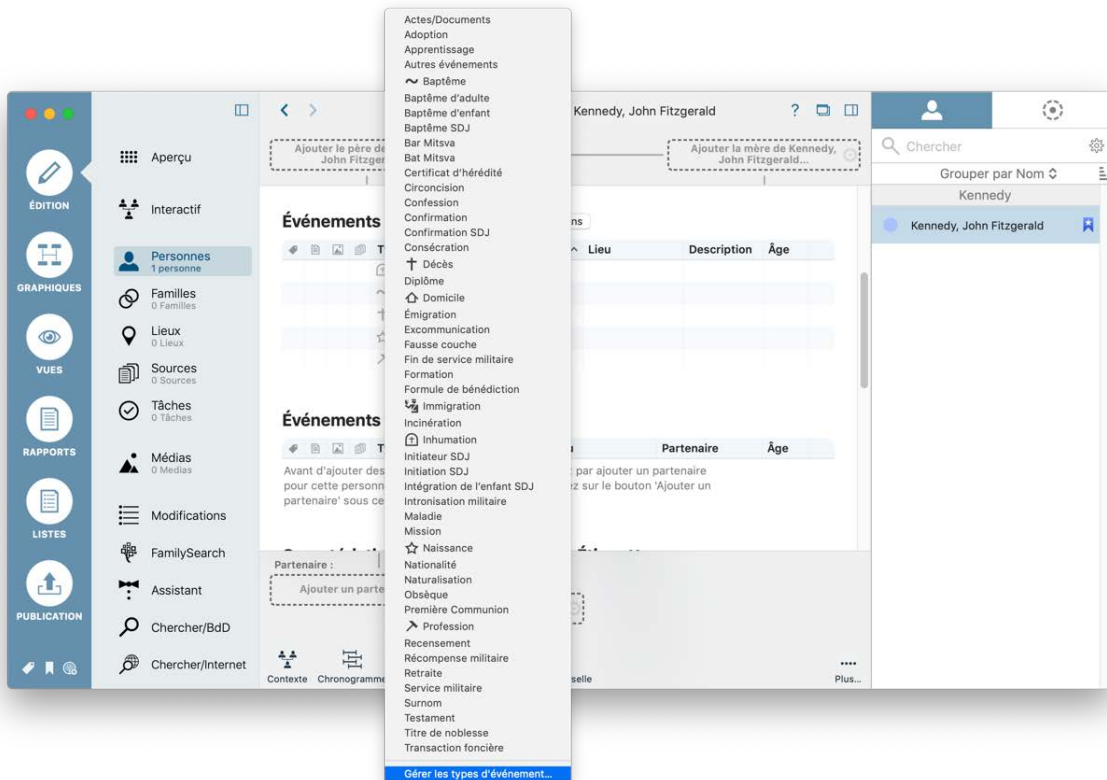 ÉDITION
GRAPHIQUES
VUES
RAPPORTS
LISTES
PUBLICATION
Aperçu
Interactif
Personnes
1 personne
Familles
0 Familles
Lieux
0 Lieux
Sources
0 Sources
Tâches
0 Tâches
Médias
0 Medias
Modifications
FamilySearch
Assistant
Chercher/BdD
Chercher/Internet
Kennedy, John Fitzgerald
?
Ajouter le père de
John Fitzger
Ajouter la mère de Kennedy,
John Fitzgerald...
Événements
ns
Lieu Description Âge
Événements
Partenaire Âge
Avant d'ajouter des par ajouter un partenaire
pour cette personn ez sur le bouton 'Ajouter un
partenaire' sous ce
Partenaire :
Ajouter un parte
Contexte Chronogramme selle Plus...
Actes/Documents
Adoption
Apprentissage
Autres événements
Baptême
Baptême d'adulte
Baptême d'enfant
Baptême SDJ
Bar Mitsva
Bat Mitsva
Certificat d'hérédité
Circoncision
Confession
Confirmation
Confirmation SDJ
Consécration
Décès
Diplôme
Domicile
Émigration
Excommunication
Fausse couche
Fin de service militaire
Formation
Formule de bénédiction
Immigration
Incinération
Inhumation
Initiateur SDJ
Initiation SDJ
Intégration de l'enfant SDJ
Intronisation militaire
Maladie
Mission
Naissance
Nationalité
Naturalisation
Obsèque
Première Communion
Profession
Recensement
Récompense militaire
Retraite
Service militaire
Surnom
Testament
Titre de noblesse
Transaction foncière
Gérer les types d'événement...
Chercher
Grouper par Nom
Kennedy
Kennedy, John Fitzgerald